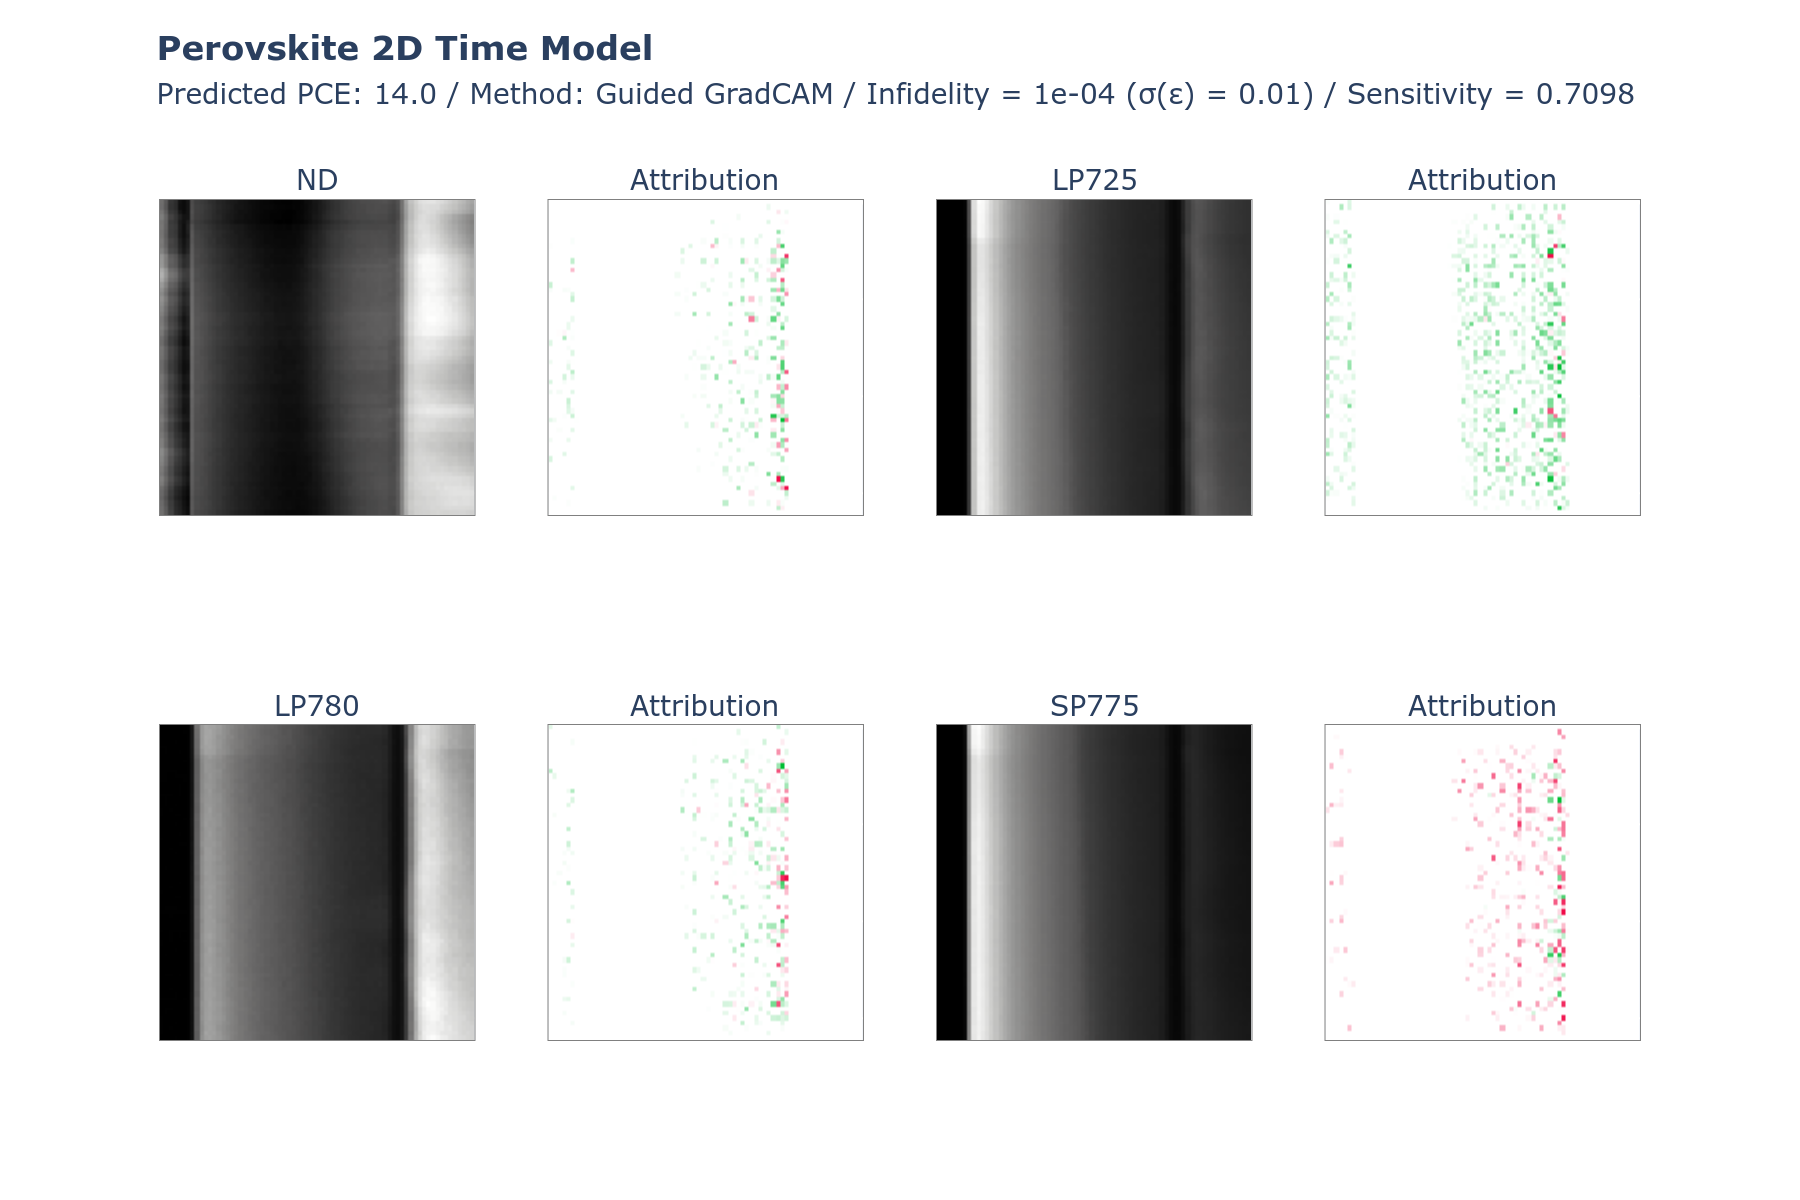 Perovskite 2D Time Model
Predicted PCE: 14.0 / Method: Guided GradCAM / Infidelity = 1e-04 (σ(ε) = 0.01) / Sensitivity = 0.7098
ND
Attribution
LP725
Attribution
LP780
Attribution
SP775
Attribution